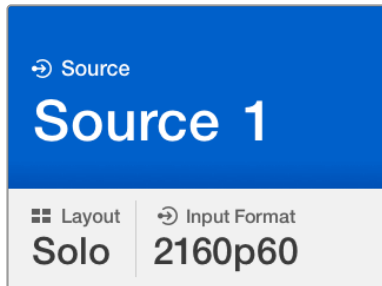 Source
Source 1
Layout
Input Format
Solo
2160p60